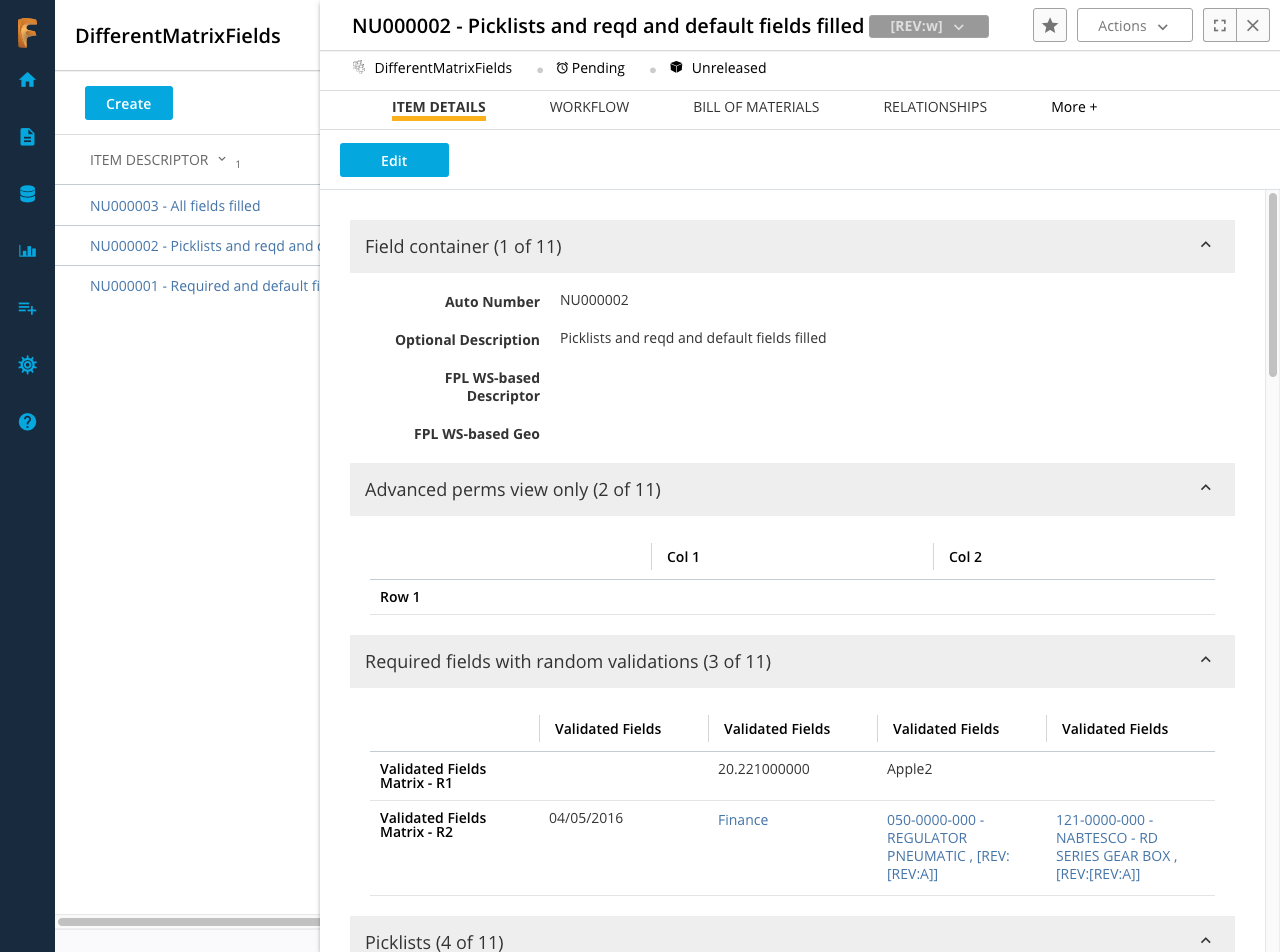 DifferentMatrixFields
Create
ITEM DESCRIPTOR 1
NU000003 - All fields filled
NU000002 - Picklists and reqd and
NU000001 - Required and default fi
NU000002 - Picklists and reqd and default fields filled [REV:w]
Actions
DifferentMatrixFields Pending Unreleased
ITEM DETAILS WORKFLOW BILL OF MATERIALS RELATIONSHIPS More +
Edit
Field container (1 of 11)
Auto Number NU000002
Optional Description Picklists and reqd and default fields filled
FPL WS-based
Descriptor
FPL WS-based Geo
Advanced perms view only (2 of 11)
Col 1 Col 2
Row 1
Required fields with random validations (3 of 11)
Validated Fields Validated Fields Validated Fields Validated Fields
Validated Fields
Matrix - R1
20.221000000 Apple2
Validated Fields
Matrix - R2
04/05/2016 Finance
050-0000-000 -
REGULATOR
PNEUMATIC , [REV:
[REV:A]]
121-0000-000 -
NABTESCO - RD
SERIES GEAR BOX ,
[REV:[REV:A]]
Picklists (4 of 11)